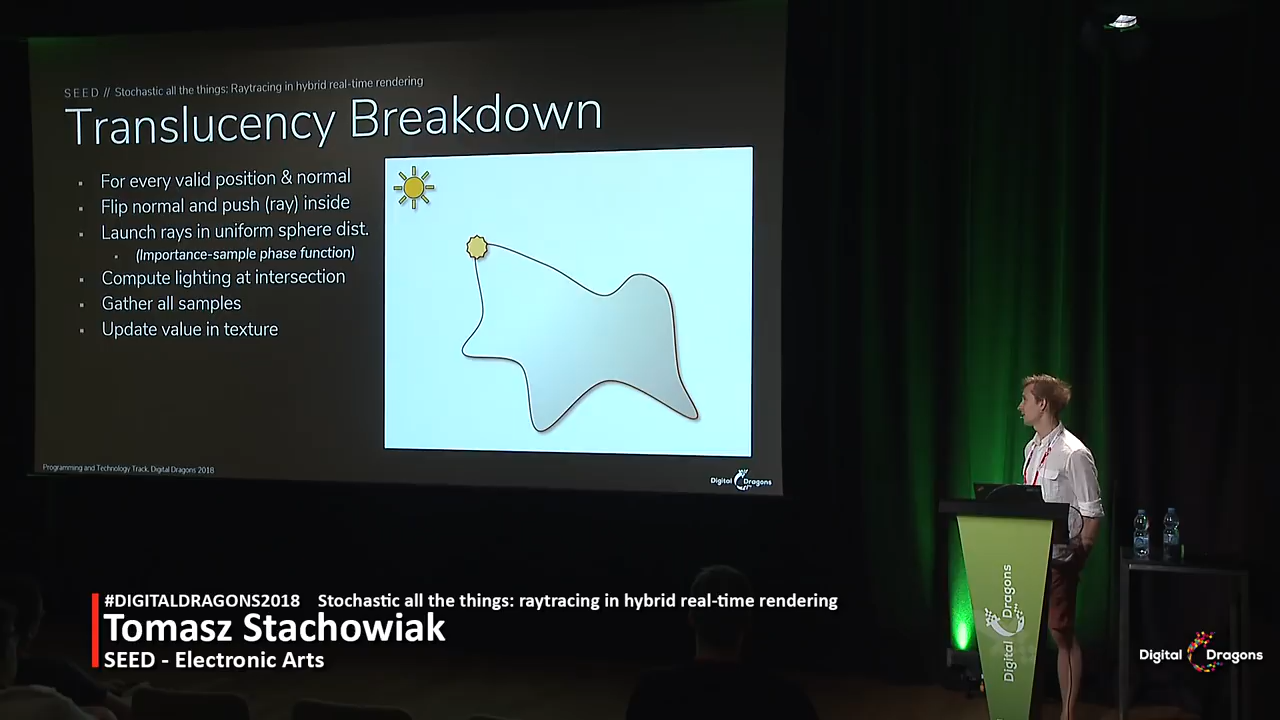 SEED // Stochastic all the things: Raytracing in hybrid real-time rendering
Translucency Breakdown
For every valid position & normal
Flip normal and push (ray) inside
Launch rays in uniform sphere dist.
(Importance-sample phase function)
Compute lighting at intersection
Gather all samples
Update value in texture
Programming and Technology Track, Digital Dragons 2018
Digital Dragons
Digital Dragons
#DIGITALDRAGONS2018 Stochastic all the things: raytracing in hybrid real-time rendering
Tomasz Stachowiak
SEED - Electronic Arts
Digital Dragons